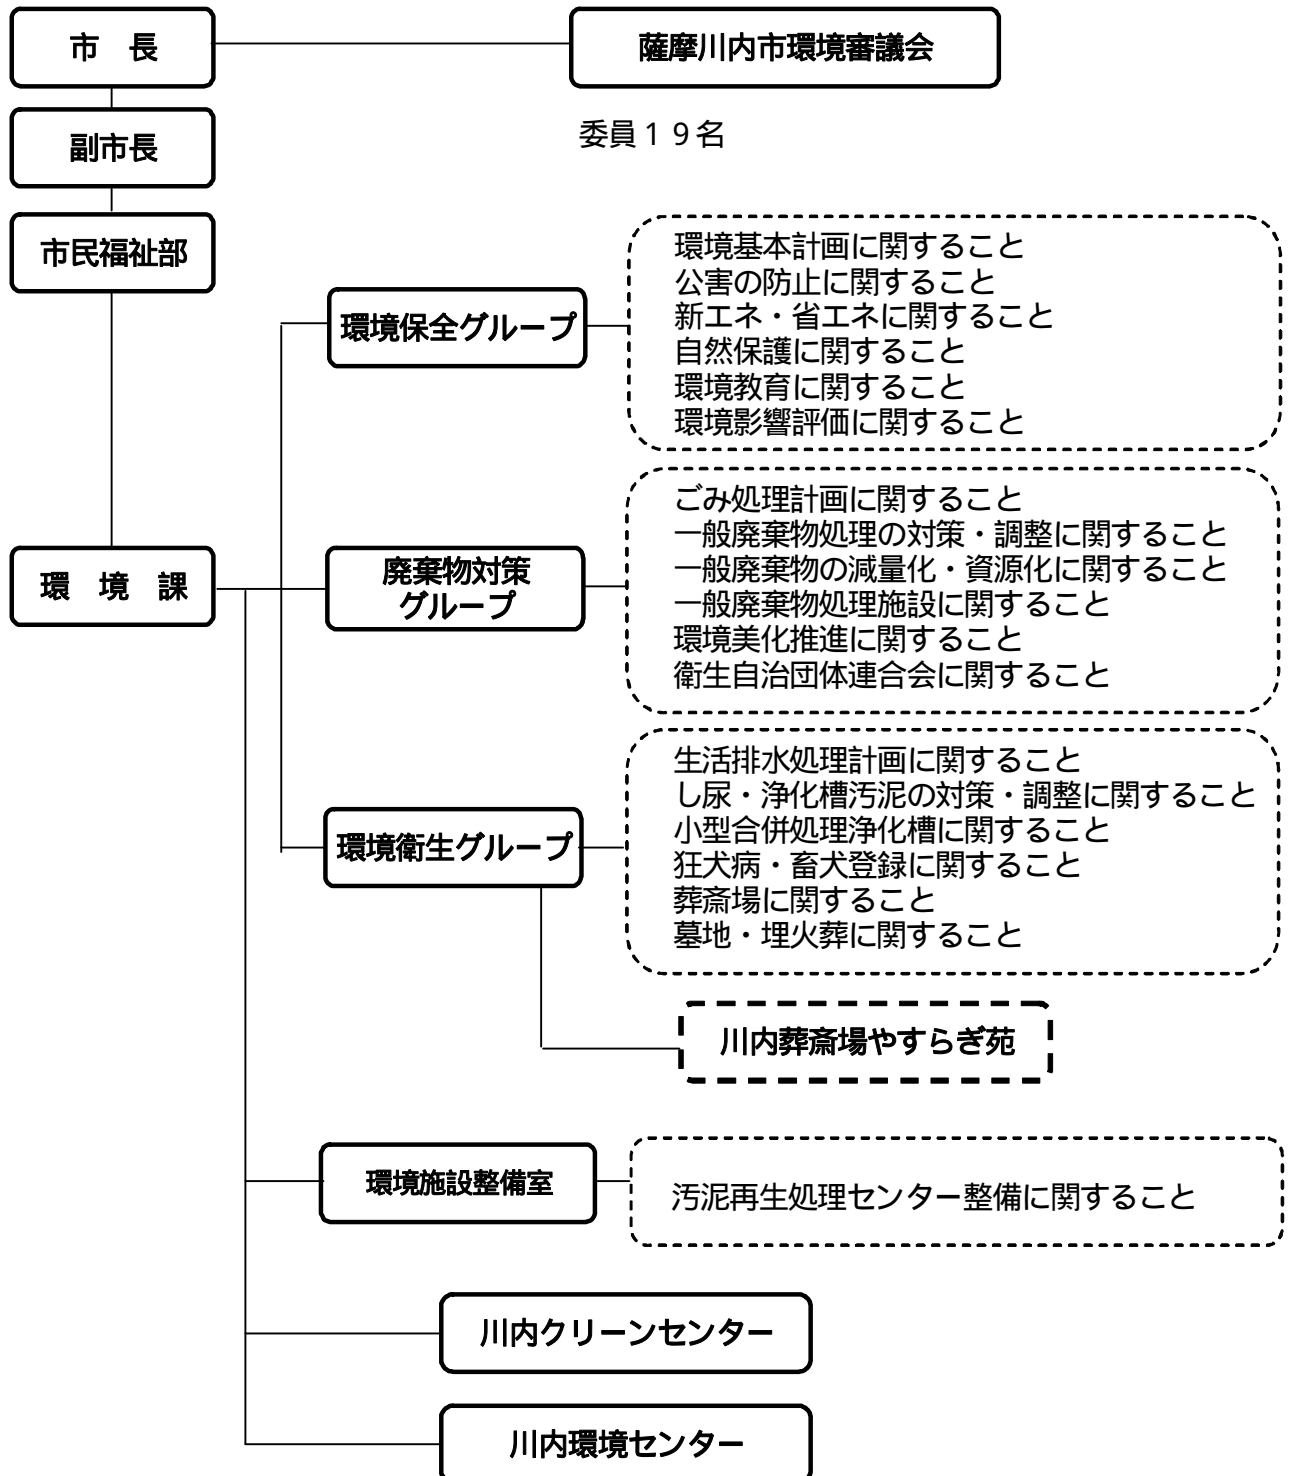 市　長
薩摩川内市環境審議会
副市長
委員１９名
市民福祉部
環境保全グループ
環境基本計画に関すること
公害の防止に関すること
新エネ・省エネに関すること
自然保護に関すること
環境教育に関すること
環境影響評価に関すること
環　境　課
廃棄物対策
グループ
ごみ処理計画に関すること
一般廃棄物処理の対策・調整に関すること
一般廃棄物の減量化・資源化に関すること
一般廃棄物処理施設に関すること
環境美化推進に関すること
衛生自治団体連合会に関すること
環境衛生グループ
生活排水処理計画に関すること
し尿・浄化槽汚泥の対策・調整に関すること
小型合併処理浄化槽に関すること
狂犬病・畜犬登録に関すること
葬斎場に関すること
墓地・埋火葬に関すること
川内葬斎場やすらぎ苑
環境施設整備室
汚泥再生処理センター整備に関すること
川内クリーンセンター
川内環境センター